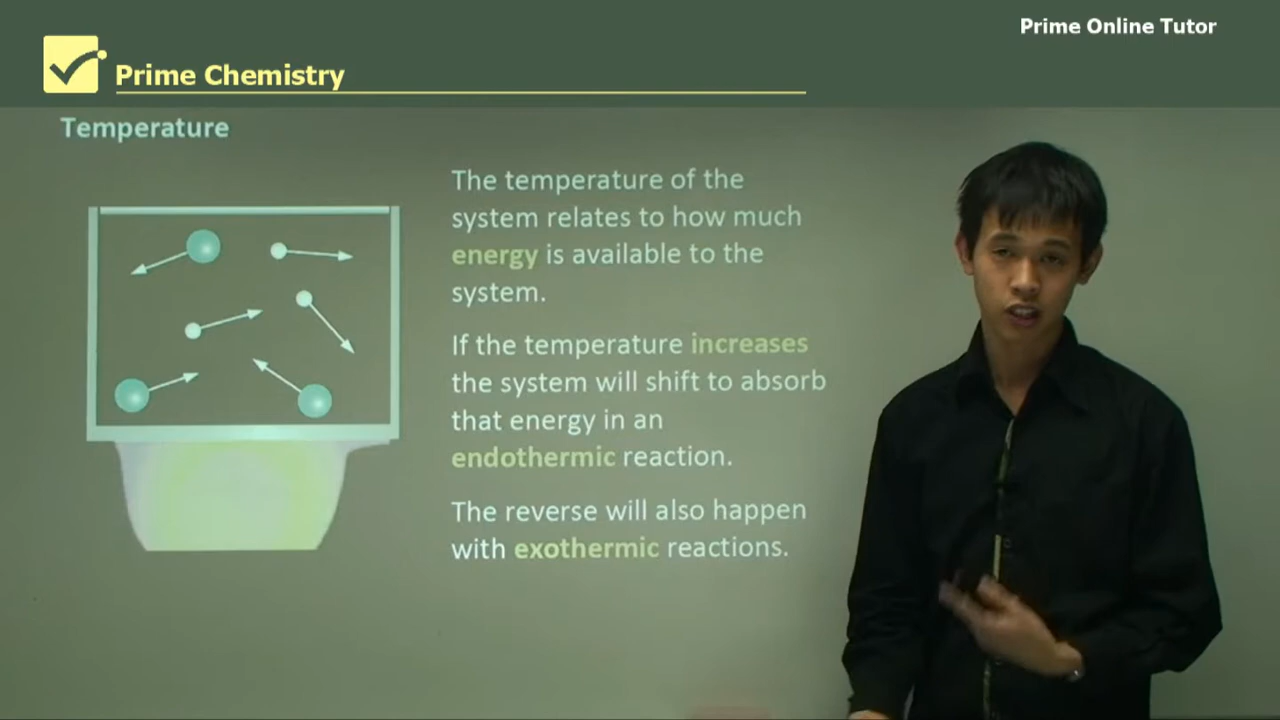 Prime Online Tutor
Prime Chemistry
Temperature
The temperature of the
system relates to how much
energy is available to the
system.
If the temperature increases
the system will shift to absorb
that energy in an
endothermic reaction.
The reverse will also happen
with exothermic reactions.